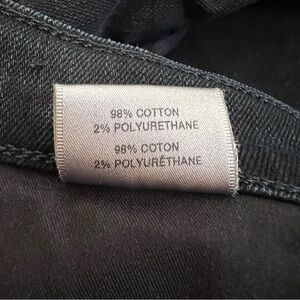 98% COTTON
2% POLYURETHANE
98% COTON
2% POLYURÉTHANE